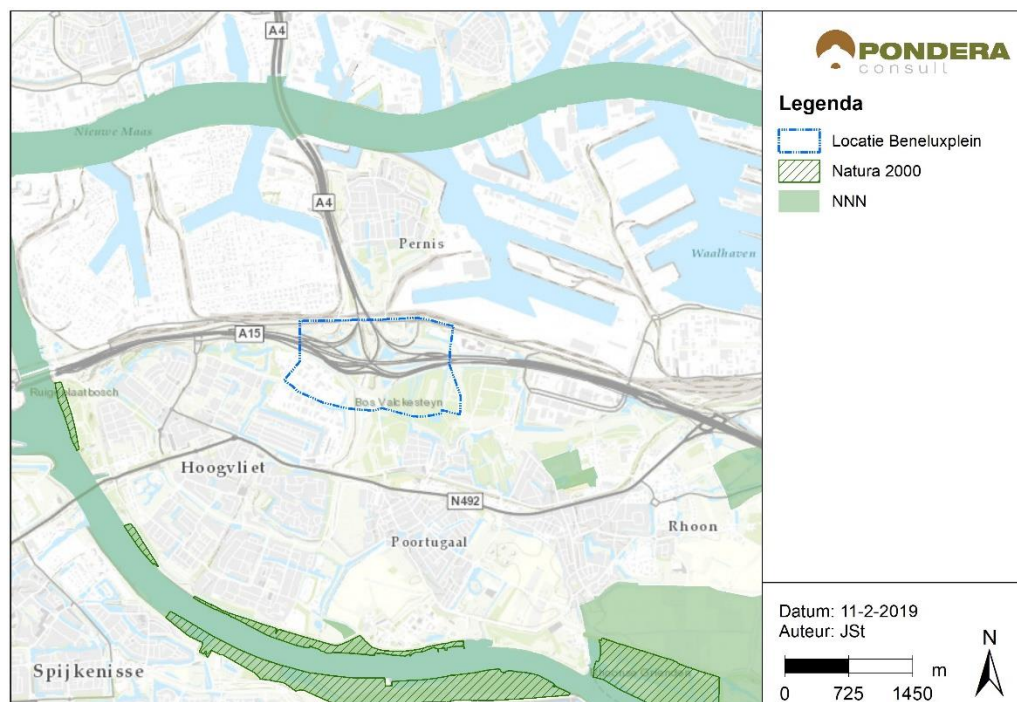 A4
PONDERA
consult
Legenda
Locatie Beneluxplein
Natura 2000
NNN
Nieuwe Maas
A4
Pernis
Waalhaven
A15
Ruigeplaatbosch
Bos Valckesteyn
Hoogvliet
N492
Poortugaal
Rhoon
Spijkenisse
Datum: 11-2-2019
Auteur: JSt
N
m
0 725 1450